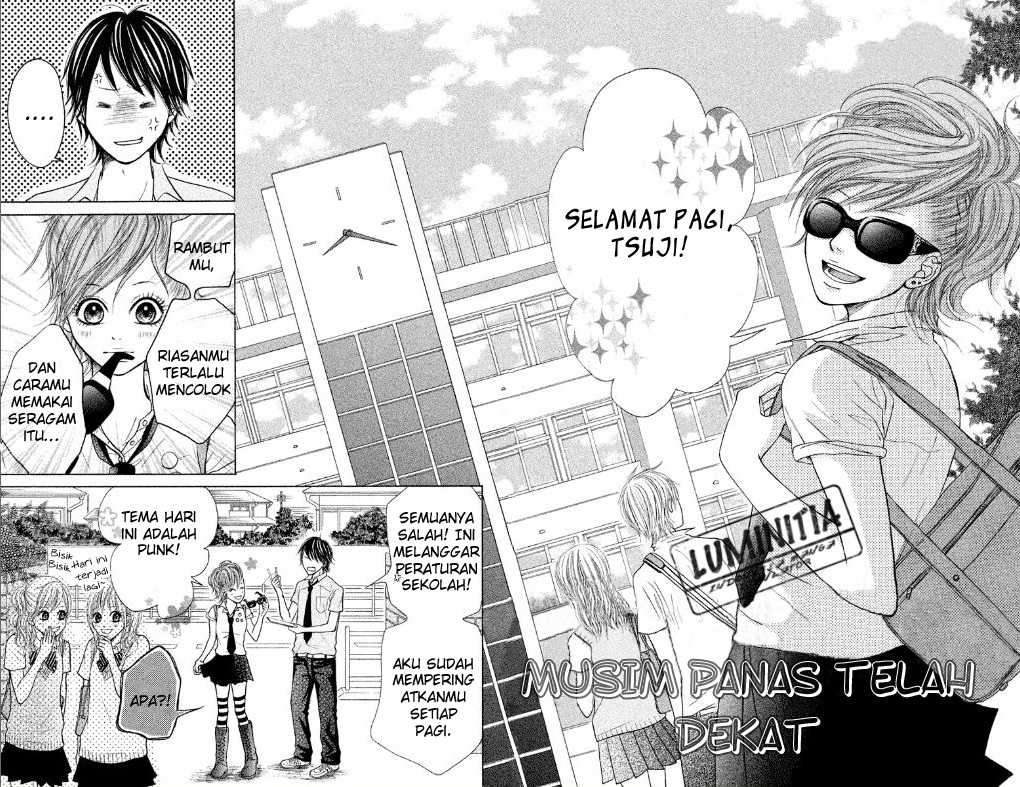 SELAMAT PAGI,
TSUJI!
MUSIM PANAS TELAH
DEKAT
LUMINITIA
....
RAMBUT
MU,
RIASANMU
TERLALU
MENCOLOK
DAN
CARAMU
MEMAKAI
SERAGAM
ITU...
SEMUANYA
SALAH! INI
MELANGGAR
PERATURAN
SEKOLAH!
AKU SUDAH
MEMPERING
ATKANMU
SETIAP
PAGI.
TEMA HARI
INI ADALAH
PUNK!
APA?!
Bisik
Bisik Hari ini
terjadi
lagi~